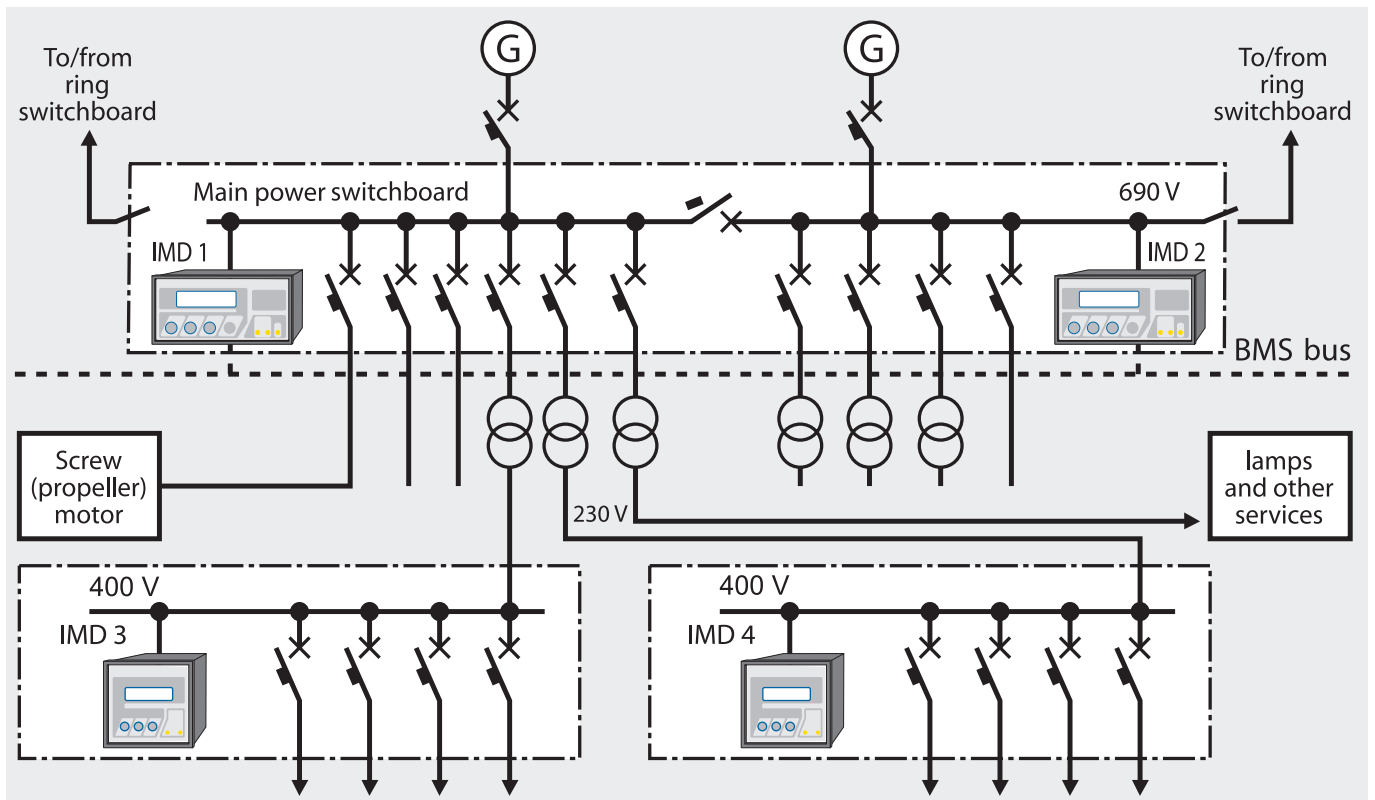 To/from
ring
switchboard
G
G
To/from
ring
switchboard
Main power switchboard
690 V
IMD 1
IMD 2
BMS bus
Screw
(propeller)
motor
lamps
and other
services
230 V
400 V
400 V
IMD 3
IMD 4